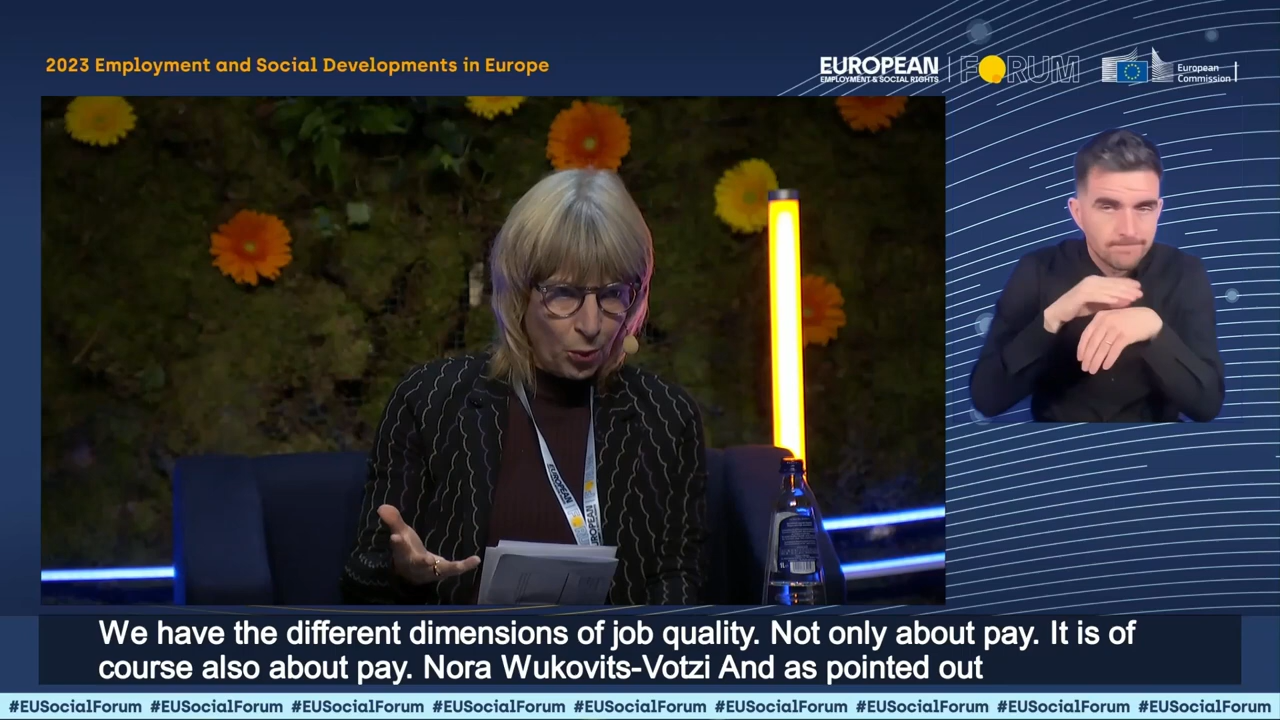 2023 Employment and Social Developments in Europe
EUROPEAN
EMPLOYMENT & SOCIAL RIGHTS
FORUM
European
Commission
EUROPEAN
EUROPEAN
We have the different dimensions of job quality. Not only about pay. It is of
course also about pay. Nora Wukovits-Votzi And as pointed out
#EUSocialForum #EUSocialForum #EUSocialForum #EUSocialForum #EUSocialForum #EUSocialForum #EUSocialForum #EUSocialForum #EUSocialForum